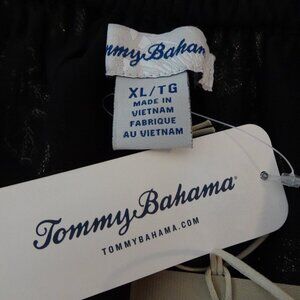 Tommy Bahama
XL/TG
MADE IN
VIETNAM
FABRIQUE
AU VIETNAM
Tommy Bahama®
TOMMYBAHAMA.COM